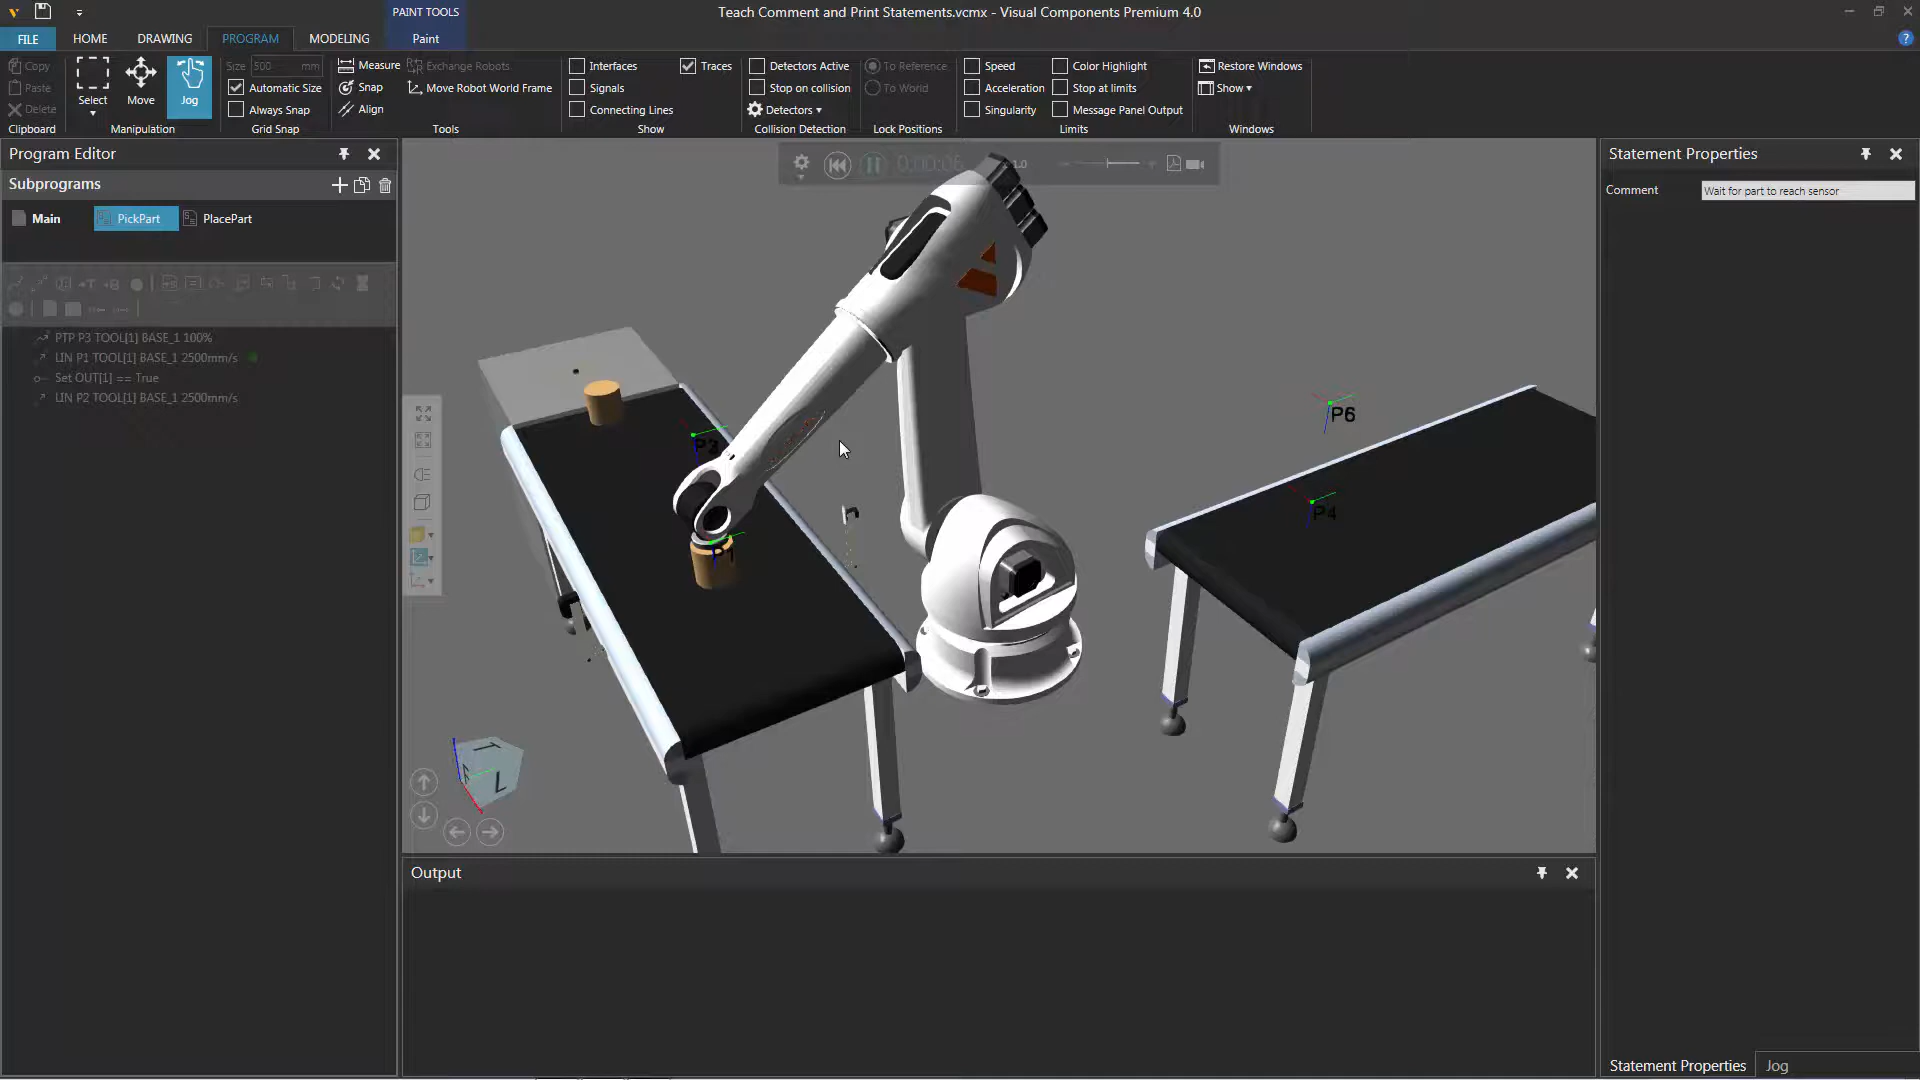 PAINT TOOLS
Teach Comment and Print Statements.vcmx - Visual Components Premium 4.0
FILE HOME DRAWING PROGRAM MODELING Paint
Copy
Paste
Delete
Clipboard
Select Move Jog
Manipulation
Size 500 mm
Automatic Size
Always Snap
Grid Snap
Measure Exchange Robots
Snap Move Robot World Frame
Align
Tools
Interfaces Traces
Signals
Connecting Lines
Show
Detectors Active
Stop on collision
Detectors
Collision Detection
To Reference
To World
Lock Positions
Speed Color Highlight
Acceleration Stop at limits
Singularity Message Panel Output
Limits
Restore Windows
Show
Windows
Program Editor
Subprograms
Main PickPart PlacePart
PTP P3 TOOL[1] BASE_1 100%
LIN P1 TOOL[1] BASE_1 2500mm/s
Set OUT[1] == True
LIN P2 TOOL[1] BASE_1 2500mm/s
1.0
P3
P1
P6
P4
L
Output
Statement Properties
Comment Wait for part to reach sensor
Statement Properties Jog